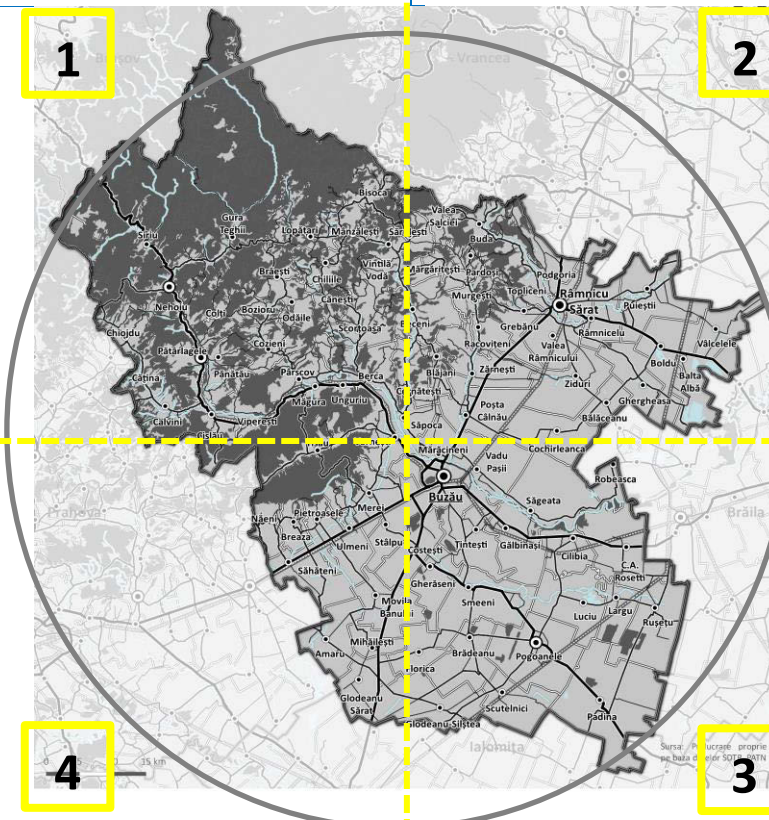 1
2
Vrancea
Bisoca
Valea
Salciei
Gura
Teghii
Lopătari
Mânzălești
Buda
Siriu
Vintilă
Vodă
Mărgăritești
Pardoși
Podgoria
Brăești
Chiliile
Murgești
Topliceni
Râmnicu
Sărat
Puiești
Nehoiu
Cănești
Bozioru
Odăile
Colți
Grebănu
Râmnicelu
Chiojdu
Scorțoasa
Racovițeni
Valea
Râmnicului
Vâlcelele
Cozieni
Pătârlagele
Pănătău
Blăjani
Zărnești
Boldu
Balta
Albă
Pârscov
Berca
Ziduri
Cătina
Măgura
Unguriu
Ghergheasa
Calvini
Viperești
Poșta
Câlnău
Bălăceanu
Cislău
Săpoca
Mărăcineni
Cochirleanca
Vadu
Pașii
Robeasca
Buzău
Săgeata
Brăila
Prahova
Merei
Năeni
Pietroasele
Breaza
Ulmeni
Stâlpu
Costești
Țintești
Gălbinași
Cilibia
C.A.
Rosetti
Săhăteni
Gherăseni
Movila
Banului
Smeeni
Luciu
Largu
Rușețu
Mihăilești
Amaru
Brădeanu
Pogoanele
Florica
Glodeanu
Sărat
Scutelnici
Padina
Glodeanu-Siliștea
Ialomița
4
3
0
15 km